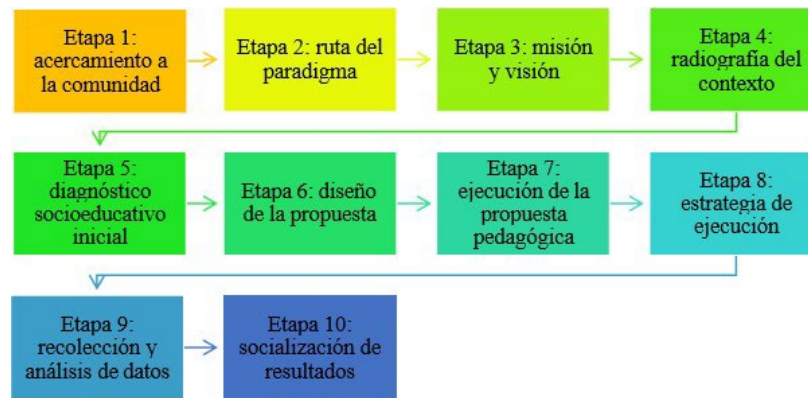 Etapa 1:
acercamiento a
la comunidad
Etapa 2: ruta del
paradigma
Etapa 3: misión
y visión
Etapa 4:
radiografía del
contexto
Etapa 5:
diagnóstico
socioeducativo
inicial
Etapa 6: diseño
de la propuesta
Etapa 7:
ejecución de la
propuesta
pedagógica
Etapa 8:
estrategia de
ejecución
Etapa 9:
recolección y
análisis de datos
Etapa 10:
socialización de
resultados